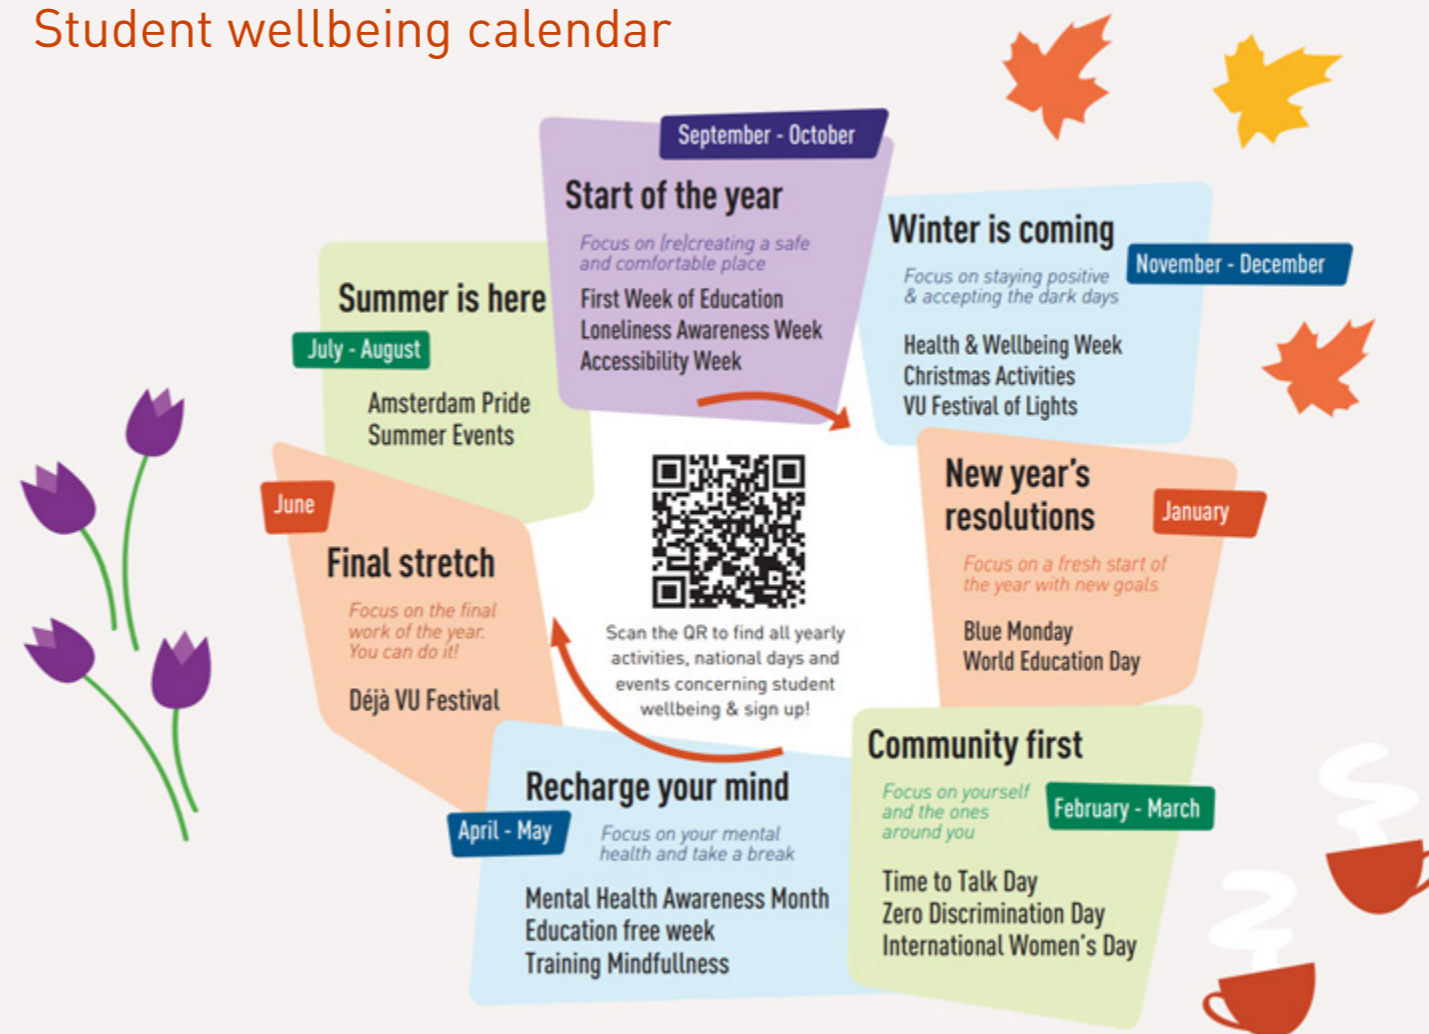 Student wellbeing calendar
September - October
Start of the year
Focus on (re)creating a safe
and comfortable place
First Week of Education
Loneliness Awareness Week
Accessibility Week
Winter is coming
November - December
Focus on staying positive
& accepting the dark days
Health & Wellbeing Week
Christmas Activities
VU Festival of Lights
New year's
resolutions
January
Focus on a fresh start of
the year with new goals
Blue Monday
World Education Day
Community first
February - March
Focus on yourself
and the ones
around you
Time to Talk Day
Zero Discrimination Day
International Women's Day
Recharge your mind
April - May
Focus on your mental
health and take a break
Mental Health Awareness Month
Education free week
Training Mindfullness
June
Final stretch
Focus on the final
work of the year.
You can do it!
Déjà VU Festival
Summer is here
July - August
Amsterdam Pride
Summer Events
Scan the QR to find all yearly
activities, national days and
events concerning student
wellbeing & sign up!